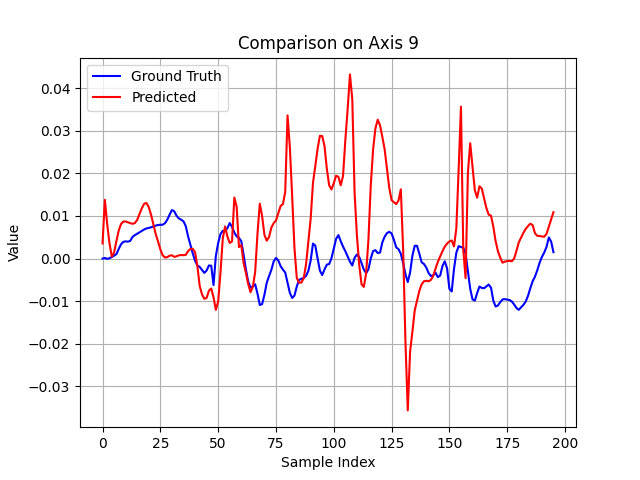 Comparison on Axis 9
Ground Truth
Predicted
0.04
0.03
0.02
0.01
0.00
−0.01
−0.02
−0.03
Value
0 25 50 75 100 125 150 175 200
Sample Index